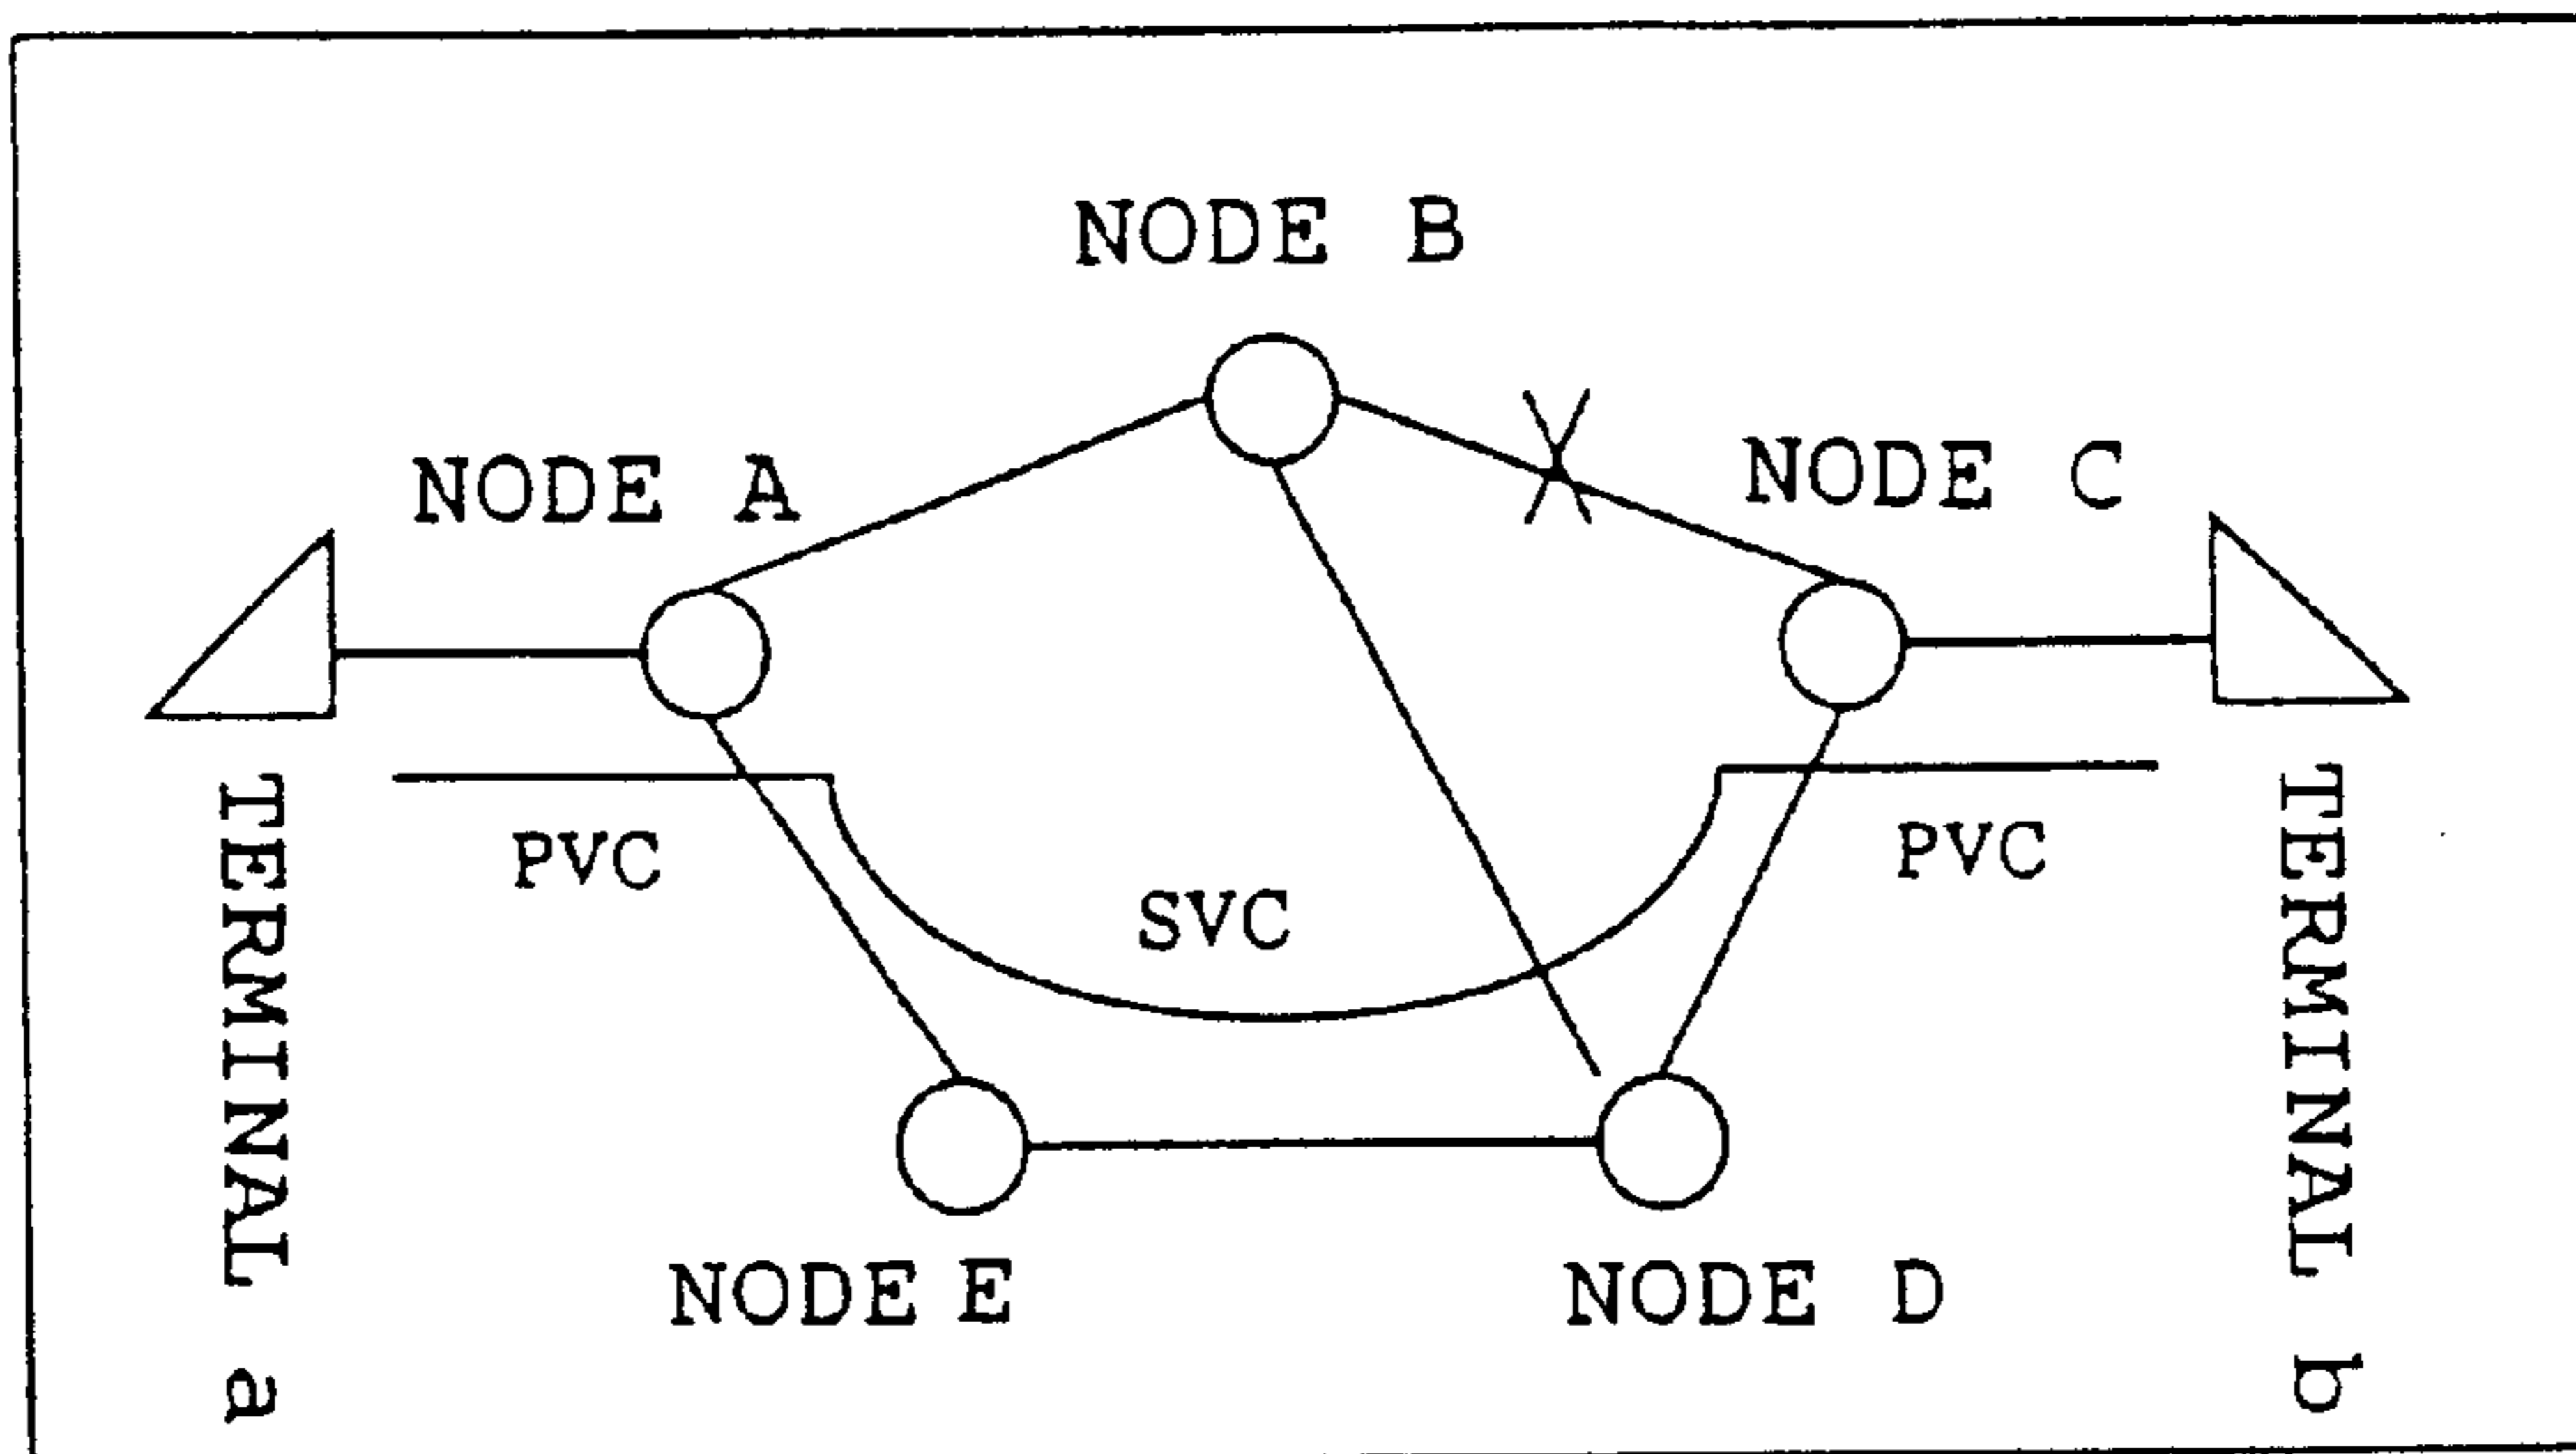 NODE B
NODE A
NODE C
PVC
SVC
PVC
TERMINAL a
TERMINAL b
NODE E
NODE D